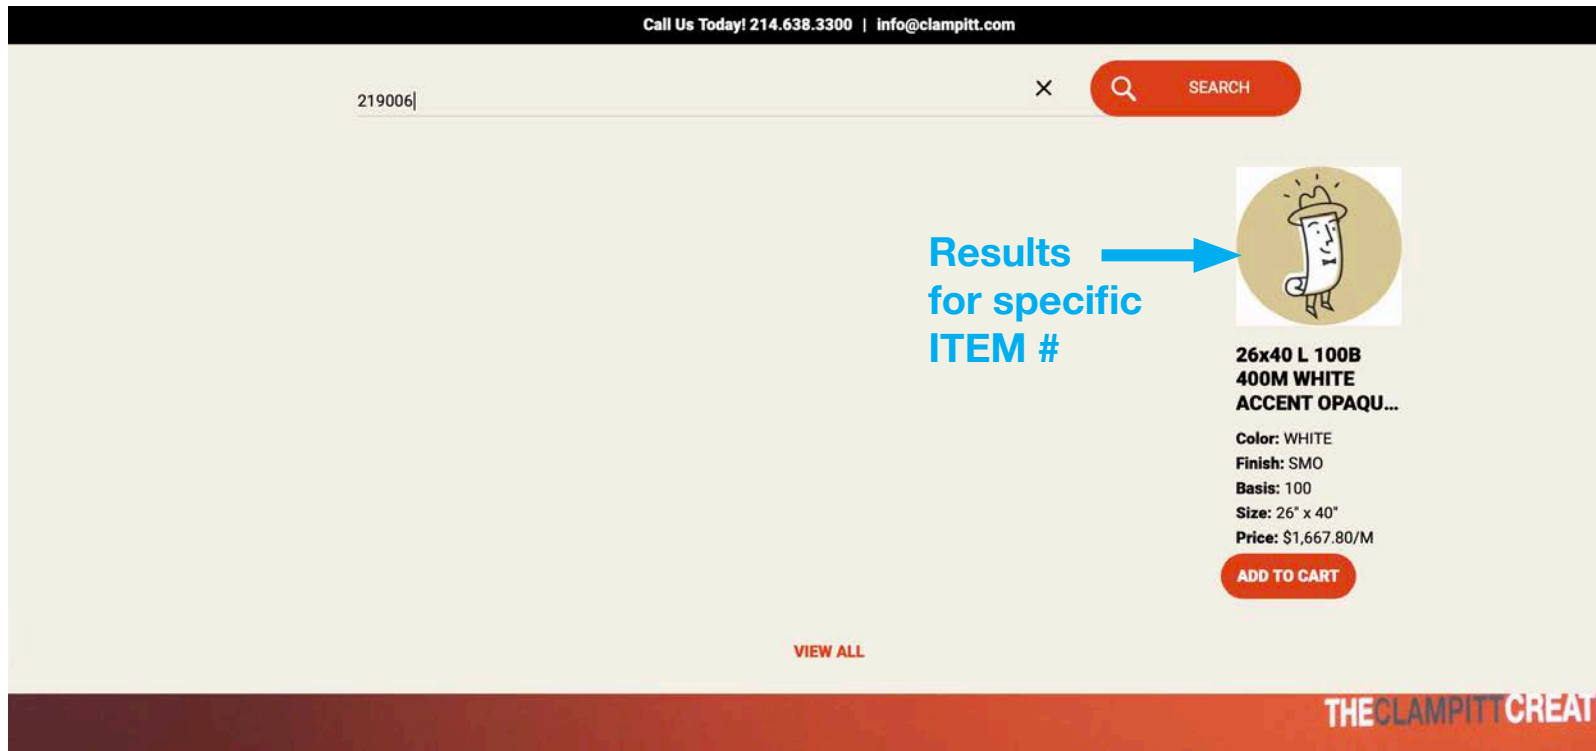 Call Us Today! 214.638.3300 | info@clampitt.com
219006
SEARCH
Results
for specific
ITEM #
26x40 L 100B
400M WHITE
ACCENT OPAQU...
Color: WHITE
Finish: SMO
Basis: 100
Size: 26" x 40"
Price: $1,667.80/M
ADD TO CART
VIEW ALL
THECLAMPITTCREAT